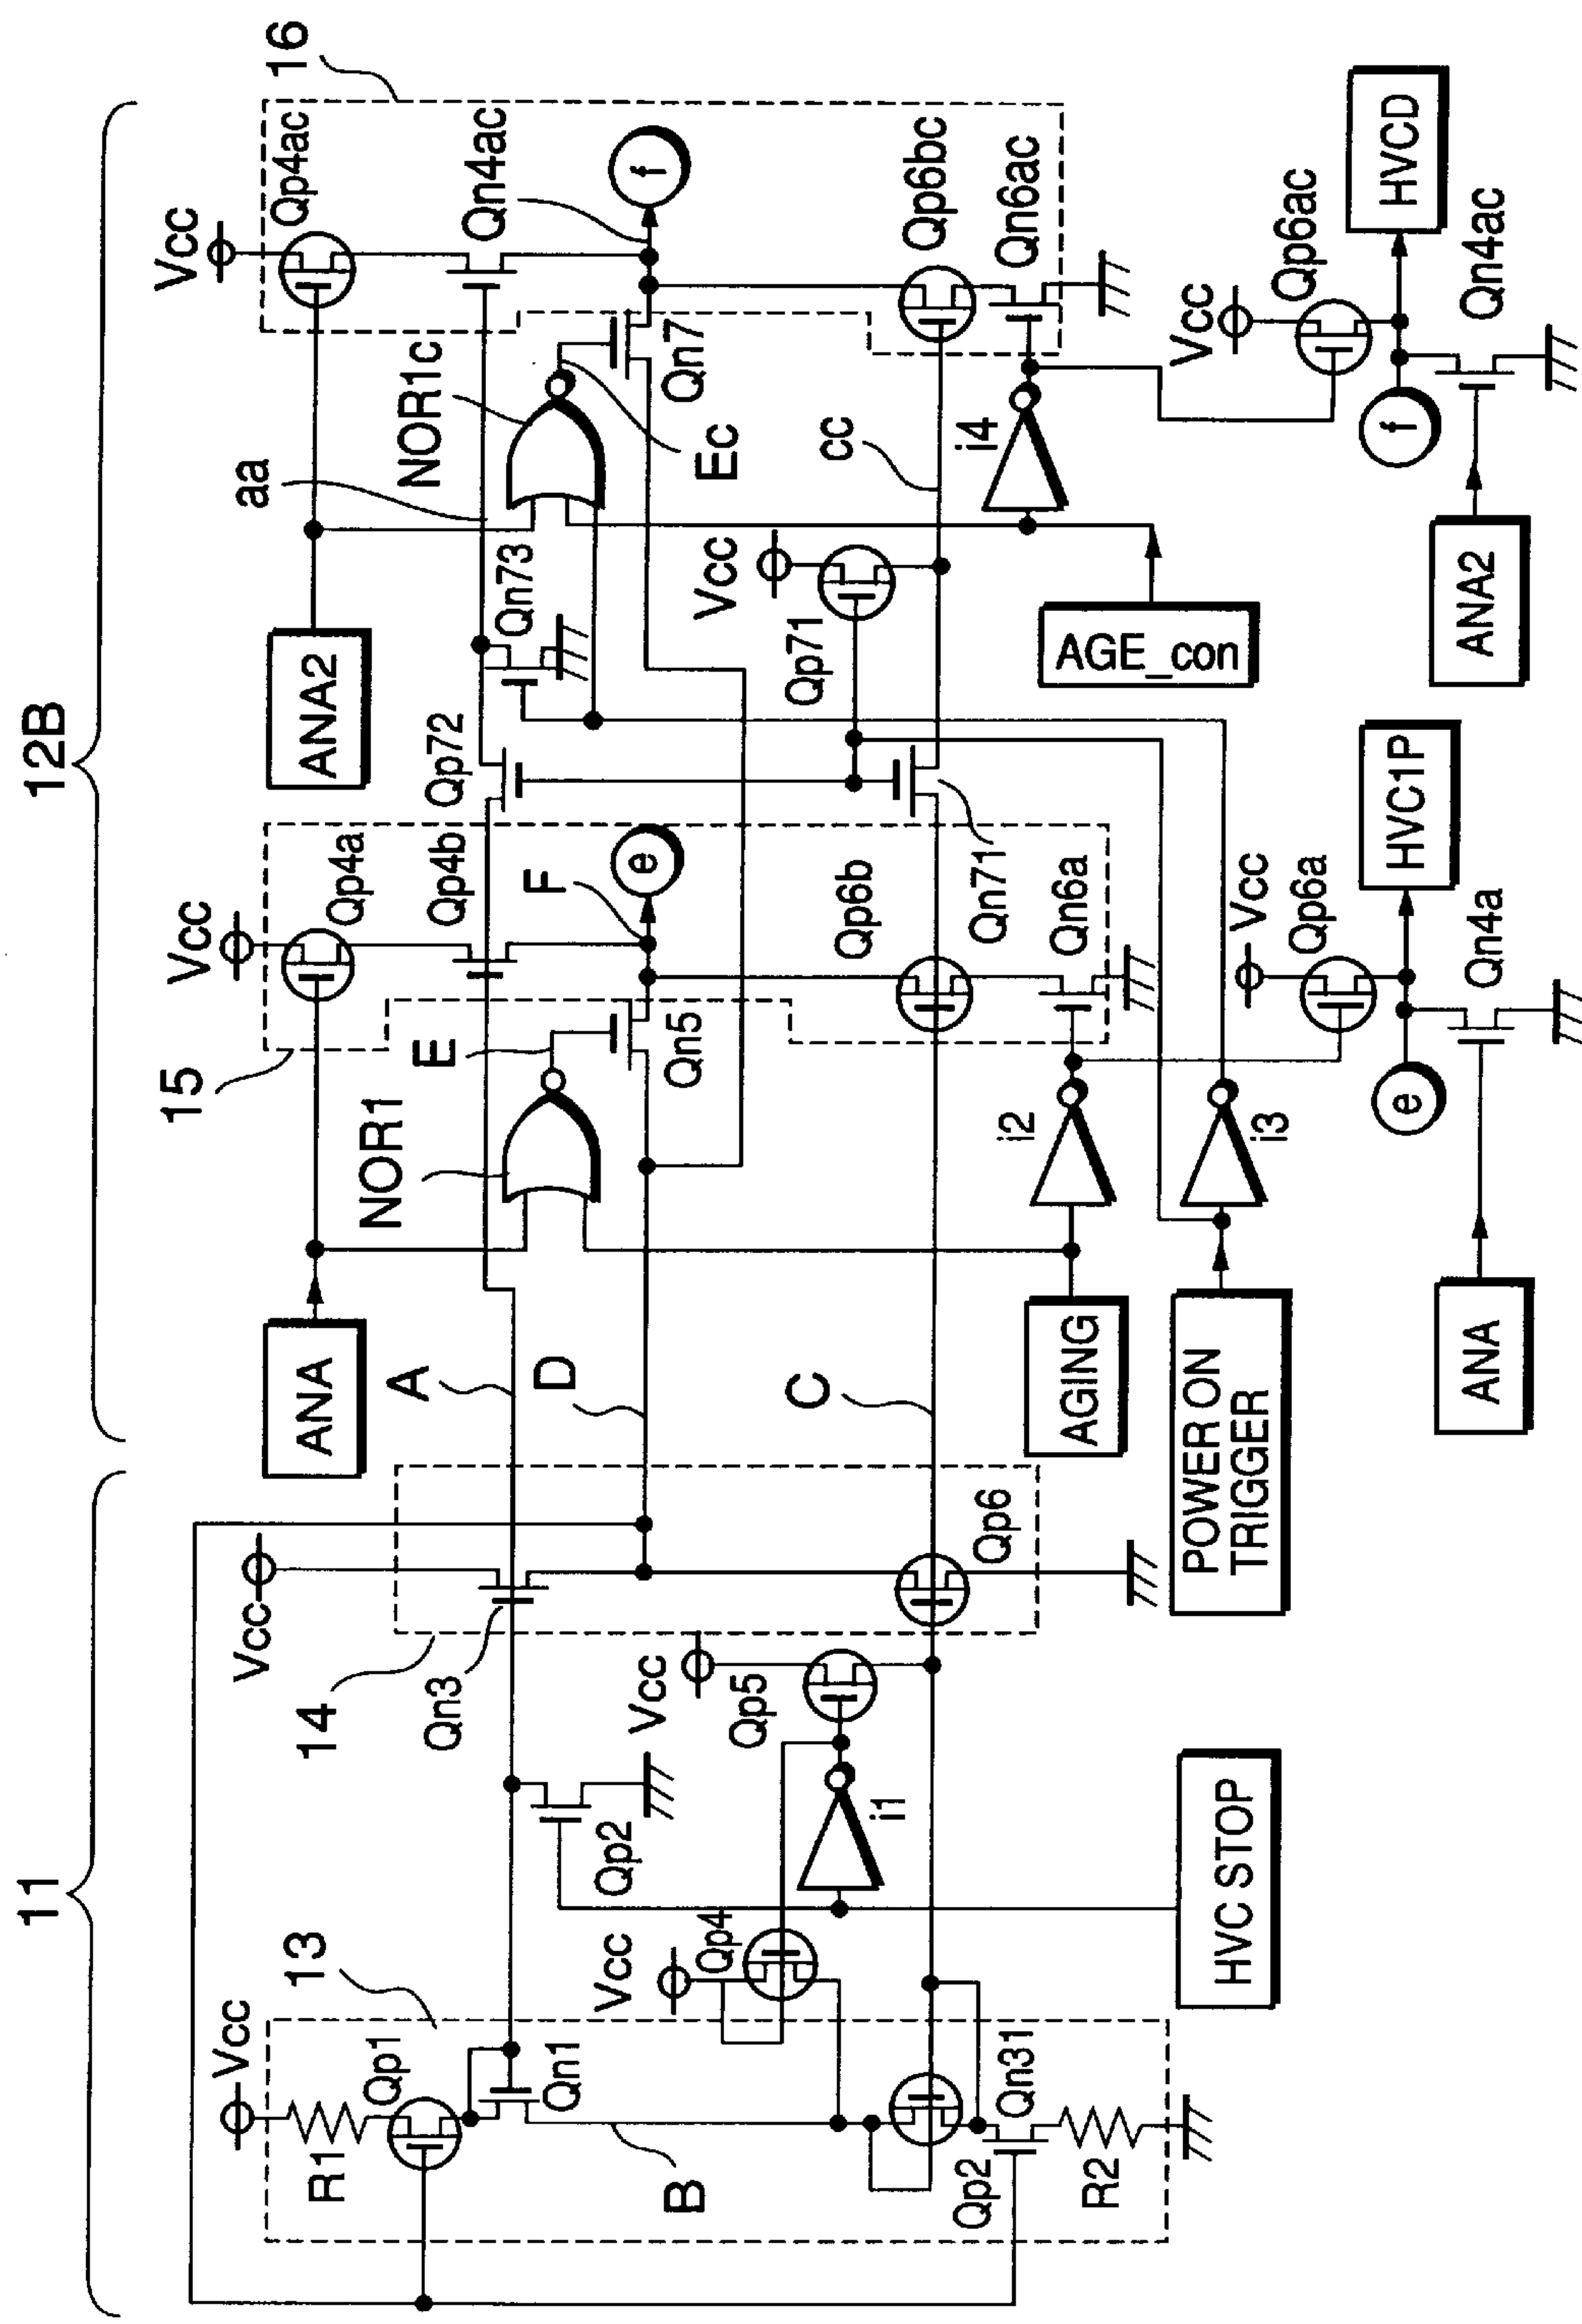 11
12B
13
Vcc
R1
Qp1
Qn1
B
Qp2
Qn31
R2
Vcc
Qp4
i1
Qp2
HVC STOP
14
Vcc
Qn3
Vcc
Qp5
Qp6
ANA
A
D
C
AGING
POWER ON
TRIGGER
15
NOR1
E
Qn5
Vcc
Qp4a
Qp4b
F
e
Qp6b
Qn71
Qn6a
i2
i3
ANA
e
Vcc
Qp6a
Qn4a
HVC1P
ANA2
Qp72
Qn73
aa
NOR1c
Ec
Qn7
Vcc
Qp71
AGE_con
cc
i4
16
Vcc
Qp4ac
Qn4ac
f
Qp6bc
Qn6ac
ANA2
f
Vcc
Qp6ac
Qn4ac
HVCD